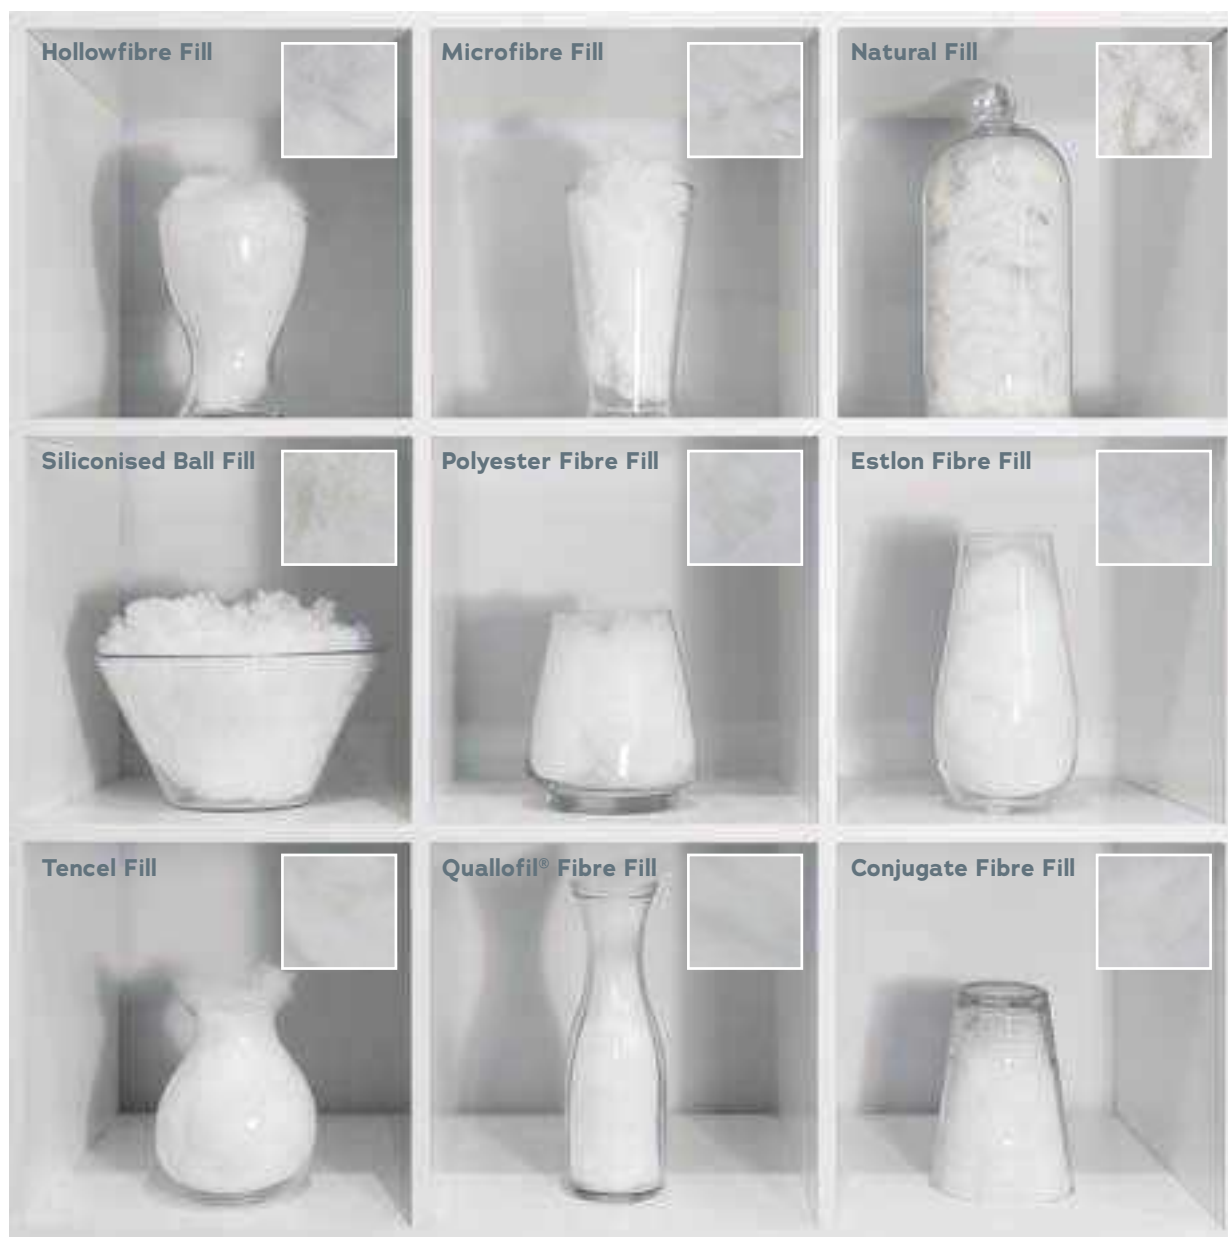 Hollowfibre Fill
Microfibre Fill
Natural Fill
Siliconised Ball Fill
Polyester Fibre Fill
Estlon Fibre Fill
Tencel Fill
Quallofil® Fibre Fill
Conjugate Fibre Fill